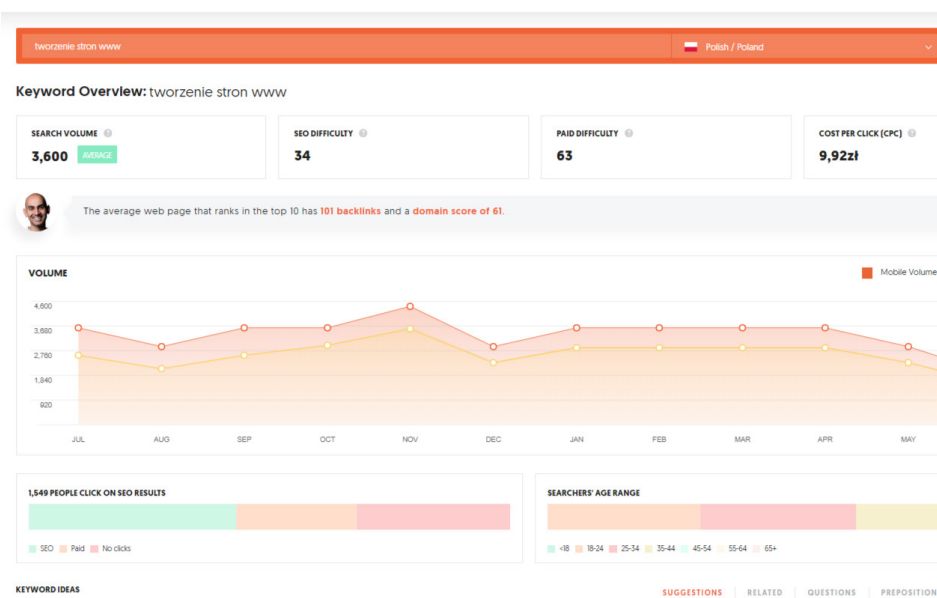 tworzenie stron www
Polish / Poland
Keyword Overview: tworzenie stron www
SEARCH VOLUME
3,600 AVERAGE
SEO DIFFICULTY
34
PAID DIFFICULTY
63
COST PER CLICK (CPC)
9,92zł
The average web page that ranks in the top 10 has 101 backlinks and a domain score of 61.
VOLUME
Mobile Volume
4,600
3,680
2,760
1,840
920
JUL AUG SEP OCT NOV DEC JAN FEB MAR APR MAY
1,549 PEOPLE CLICK ON SEO RESULTS
SEO Paid No clicks
SEARCHERS' AGE RANGE
<18 18-24 25-34 35-44 45-54 55-64 65+
KEYWORD IDEAS
SUGGESTIONS RELATED QUESTIONS PREPOSITION